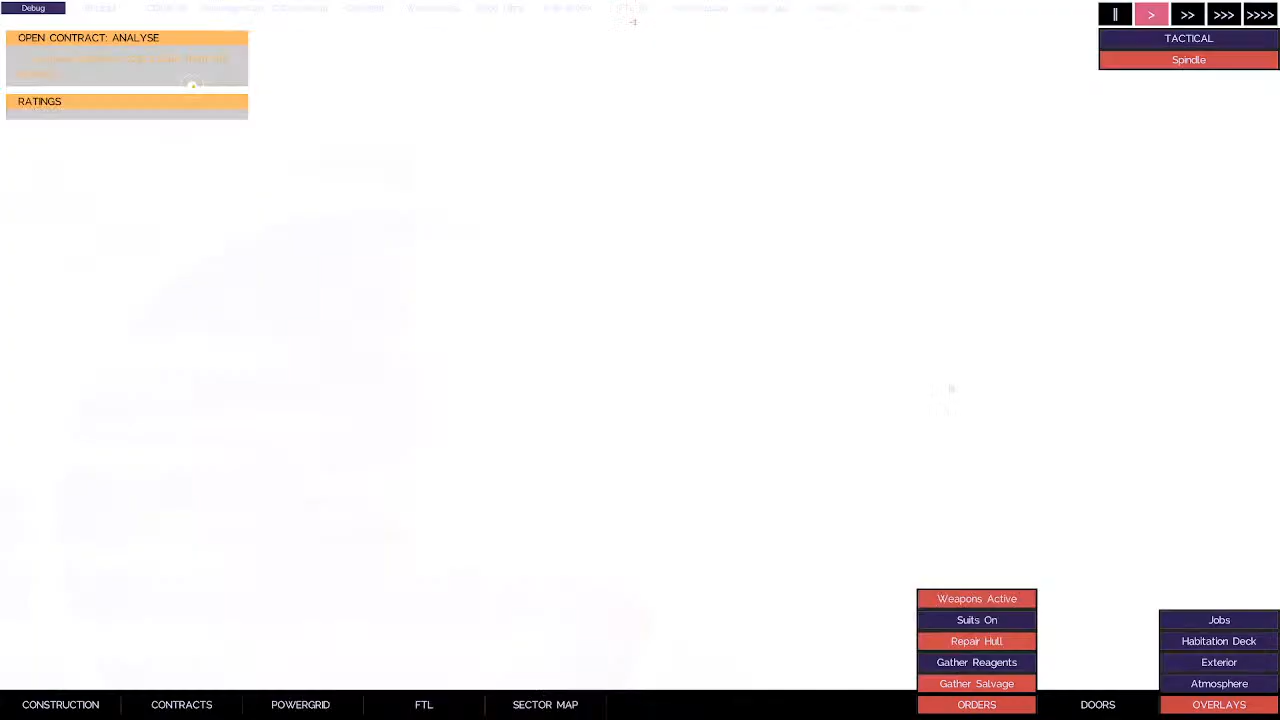 Debug
|| > >> >>> >>>>
OPEN CONTRACT: ANALYSE
TACTICAL
Spindle
RATINGS
Weapons Active
Suits On
Repair Hull
Gather Reagents
Gather Salvage
Jobs
Habitation Deck
Exterior
Atmosphere
CONSTRUCTION CONTRACTS POWERGRID FTL SECTOR MAP ORDERS DOORS OVERLAYS